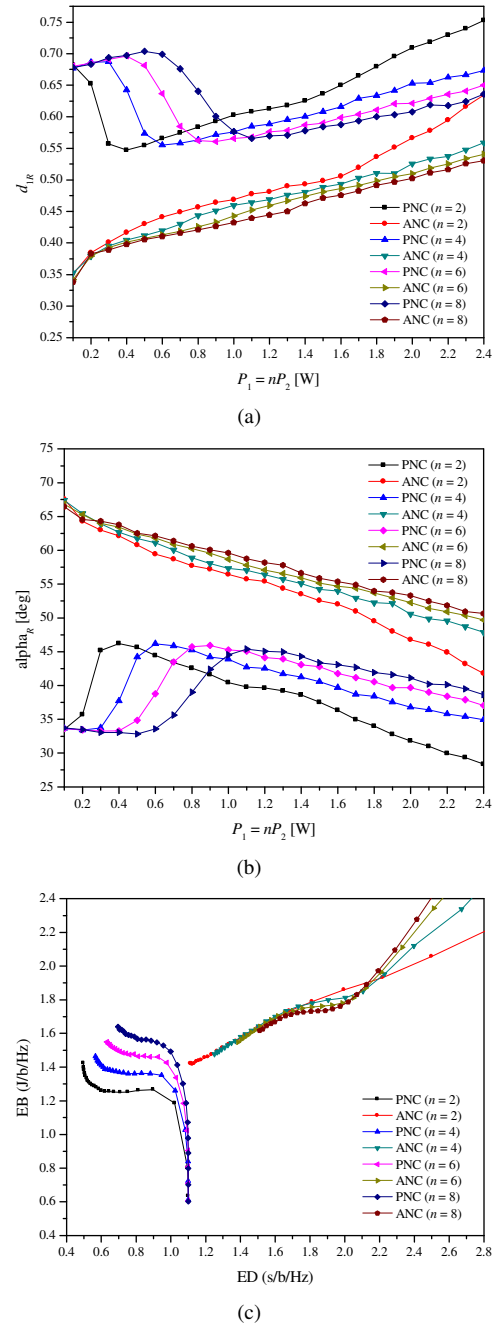 0.75
0.70
0.65
0.60
0.55
0.50
0.45
0.40
0.35
0.30
0.25
d1R
PNC (n = 2)
ANC (n = 2)
PNC (n = 4)
ANC (n = 4)
PNC (n = 6)
ANC (n = 6)
PNC (n = 8)
ANC (n = 8)
0.2 0.4 0.6 0.8 1.0 1.2 1.4 1.6 1.8 2.0 2.2 2.4
P1 = nP2 [W]
(a)
75
70
65
60
55
50
45
40
35
30
25
alphaR [deg]
PNC (n = 2)
ANC (n = 2)
PNC (n = 4)
ANC (n = 4)
PNC (n = 6)
ANC (n = 6)
PNC (n = 8)
ANC (n = 8)
0.2 0.4 0.6 0.8 1.0 1.2 1.4 1.6 1.8 2.0 2.2 2.4
P1 = nP2 [W]
(b)
2.4
2.2
2.0
1.8
1.6
1.4
1.2
1.0
0.8
0.6
0.4
EB (J/b/Hz)
PNC (n = 2)
ANC (n = 2)
PNC (n = 4)
ANC (n = 4)
PNC (n = 6)
ANC (n = 6)
PNC (n = 8)
ANC (n = 8)
0.4 0.6 0.8 1.0 1.2 1.4 1.6 1.8 2.0 2.2 2.4 2.6 2.8
ED (s/b/Hz)
(c)